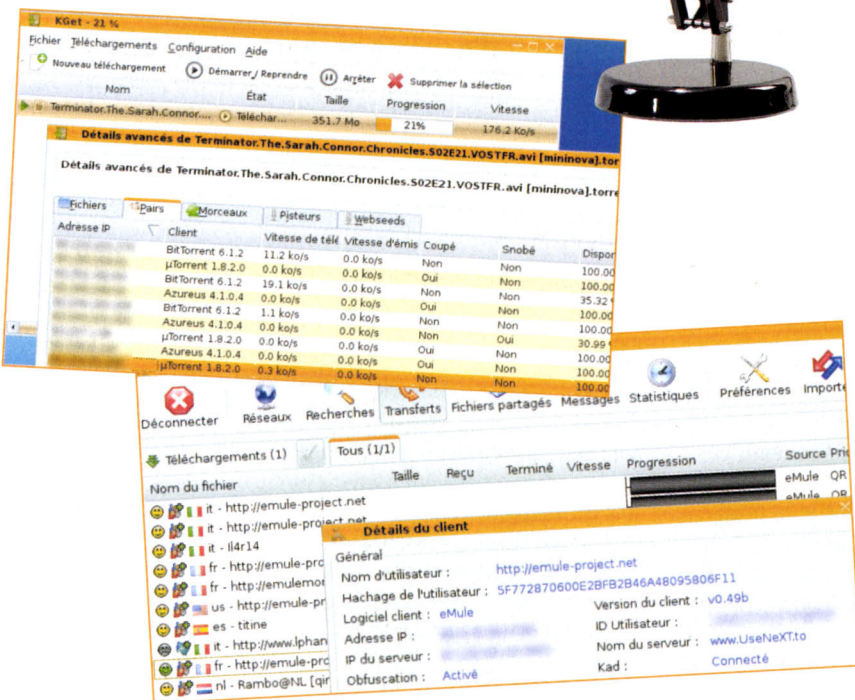 KGet - 21 %
Fichier Téléchargements Configuration Aide
Nouveau téléchargement Démarrer / Reprendre Arrêter Supprimer la sélection
Nom État Taille Progression Vitesse
Terminator.The.Sarah.Connor.... Téléchar... 351.7 Mo 21% 176.2 Ko/s
Détails avancés de Terminator.The.Sarah.Connor.Chronicles.S02E21.VOSTFR.avi [mininova].tor
Détails avancés de Terminator.The.Sarah.Connor.Chronicles.S02E21.VOSTFR.avi [mininova].torre
Fichiers Pairs Morceaux Pisteurs Webseeds
Adresse IP Client Vitesse de télé Vitesse d'émis Coupé Snobé Dispor
BitTorrent 6.1.2 11.2 ko/s 0.0 ko/s Non Non 100.00
µTorrent 1.8.2.0 0.0 ko/s 0.0 ko/s Oui Non 100.00
BitTorrent 6.1.2 19.1 ko/s 0.0 ko/s Non Non 35.32
Azureus 4.1.0.4 0.0 ko/s 0.0 ko/s Oui Non 100.00
BitTorrent 6.1.2 1.1 ko/s 0.0 ko/s Non Non 100.00
Azureus 4.1.0.4 0.0 ko/s 0.0 ko/s Non Oui 30.99
µTorrent 1.8.2.0 0.0 ko/s 0.0 ko/s Oui Non 100.00
Azureus 4.1.0.4 0.0 ko/s 0.0 ko/s Oui Non 100.00
µTorrent 1.8.2.0 0.3 ko/s 0.0 ko/s Non Non 100.00
Déconnecter Réseaux Recherches Transferts Fichiers partagés Messages Statistiques Préférences Importe
Téléchargements (1) Tous (1/1)
Nom du fichier Taille Reçu Terminé Vitesse Progression Source Prio
it - http://emule-project.net eMule QR
it - http://emule-project.net eMule QR
it - Il4r14
fr - http://emule-pro
fr - http://emulemor
us - http://emule-pr
es - titine
it - http://www.lphan
fr - http://emule-pro
nl - Rambo@NL [qir
Détails du client
Général
Nom d'utilisateur : http://emule-project.net
Hachage de l'utilisateur : 5F772870600E2BFB2B46A48095806F11
Logiciel client : eMule Version du client : v0.49b
Adresse IP : ID Utilisateur :
IP du serveur : Nom du serveur : www.UseNeXT.to
Obfuscation : Activé Kad : Connecté